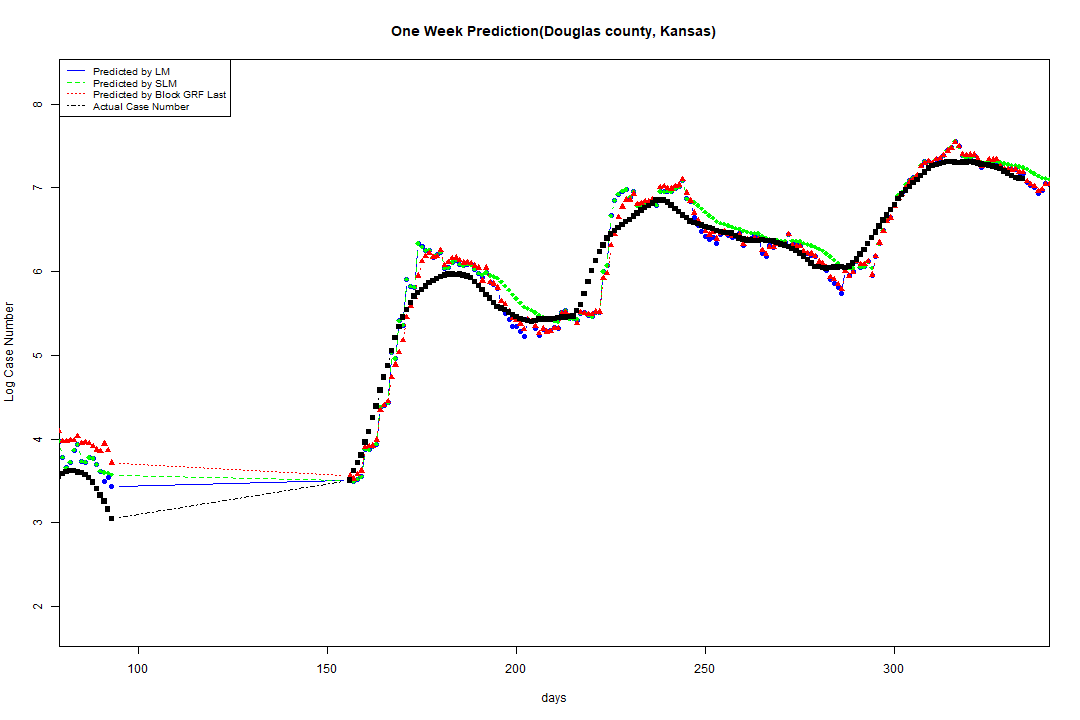 One Week Prediction(Douglas county, Kansas)
Predicted by LM
Predicted by SLM
Predicted by Block GRF Last
Actual Case Number
8
7
6
5
4
3
2
Log Case Number
100 150 200 250 300
days